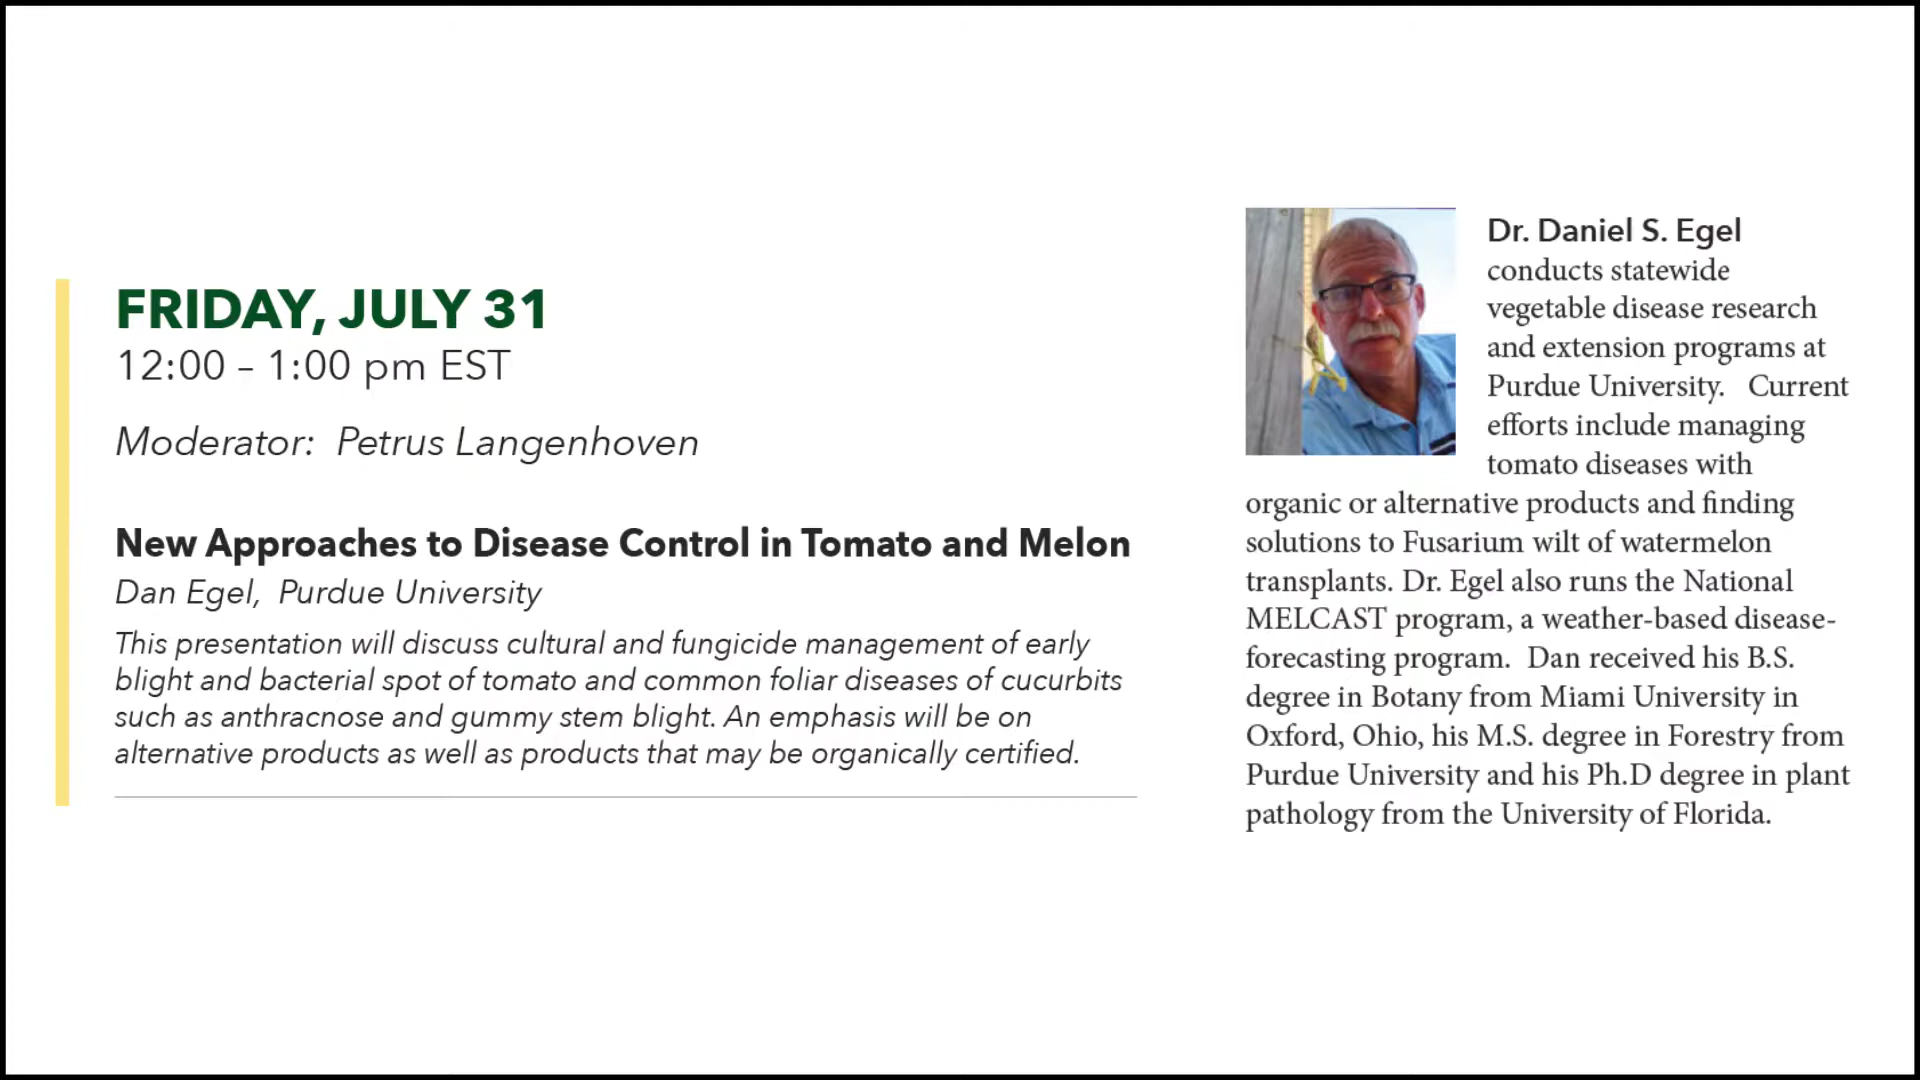 FRIDAY, JULY 31
12:00 – 1:00 pm EST
Moderator:  Petrus Langenhoven
New Approaches to Disease Control in Tomato and Melon
Dan Egel,  Purdue University
This presentation will discuss cultural and fungicide management of early
blight and bacterial spot of tomato and common foliar diseases of cucurbits
such as anthracnose and gummy stem blight. An emphasis will be on
alternative products as well as products that may be organically certified.
Dr. Daniel S. Egel
conducts statewide
vegetable disease research
and extension programs at
Purdue University.   Current
efforts include managing
tomato diseases with
organic or alternative products and finding
solutions to Fusarium wilt of watermelon
transplants. Dr. Egel also runs the National
MELCAST program, a weather-based disease-
forecasting program.  Dan received his B.S.
degree in Botany from Miami University in
Oxford, Ohio, his M.S. degree in Forestry from
Purdue University and his Ph.D degree in plant
pathology from the University of Florida.